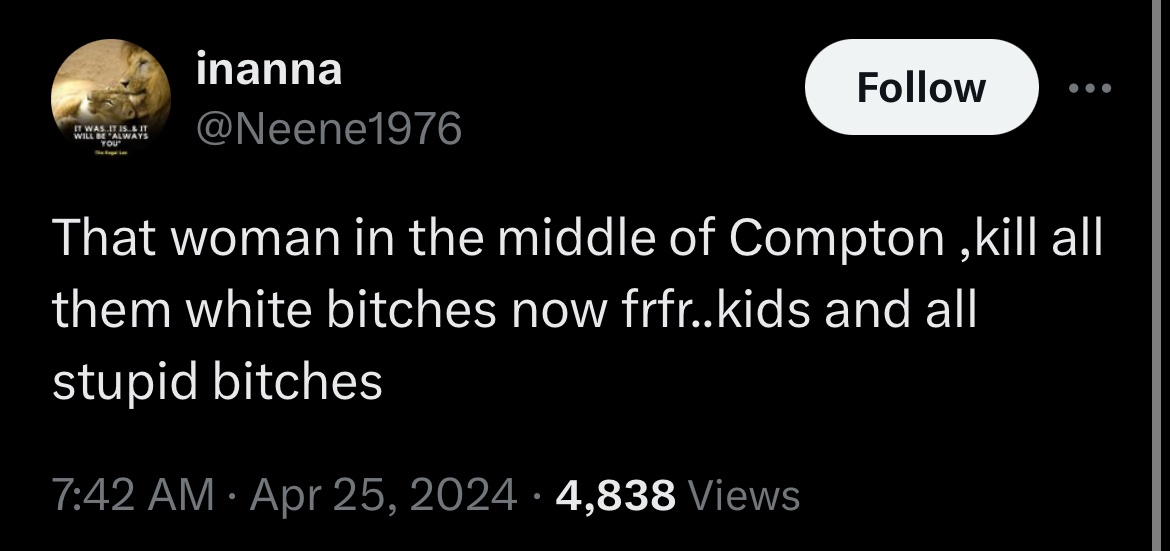 inanna
@Neene1976
Follow
IT WAS..IT IS..& IT
WILL BE "ALWAYS
YOU"
That woman in the middle of Compton ,kill all
them white bitches now frfr..kids and all
stupid bitches
7:42 AM · Apr 25, 2024 · 4,838 Views